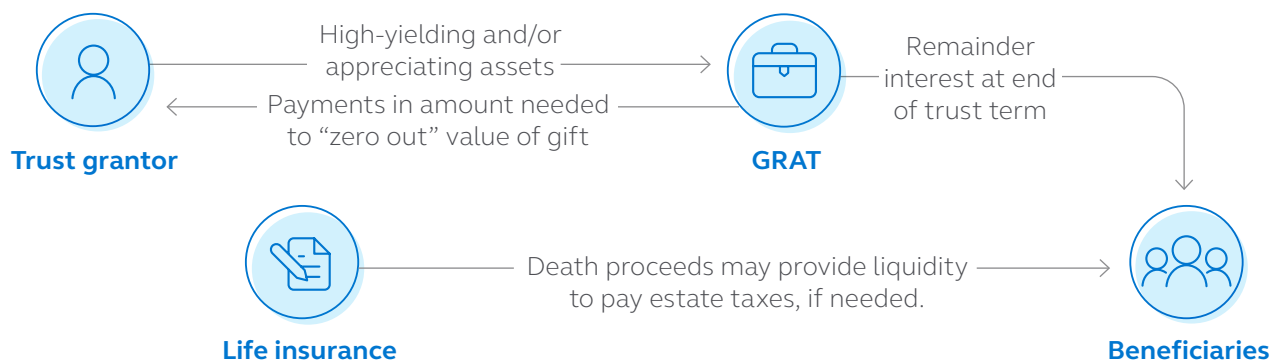 High-yielding and/or
appreciating assets
Payments in amount needed
to “zero out” value of gift
Trust grantor
GRAT
Remainder
interest at end
of trust term
Death proceeds may provide liquidity
to pay estate taxes, if needed.
Life insurance
Beneficiaries